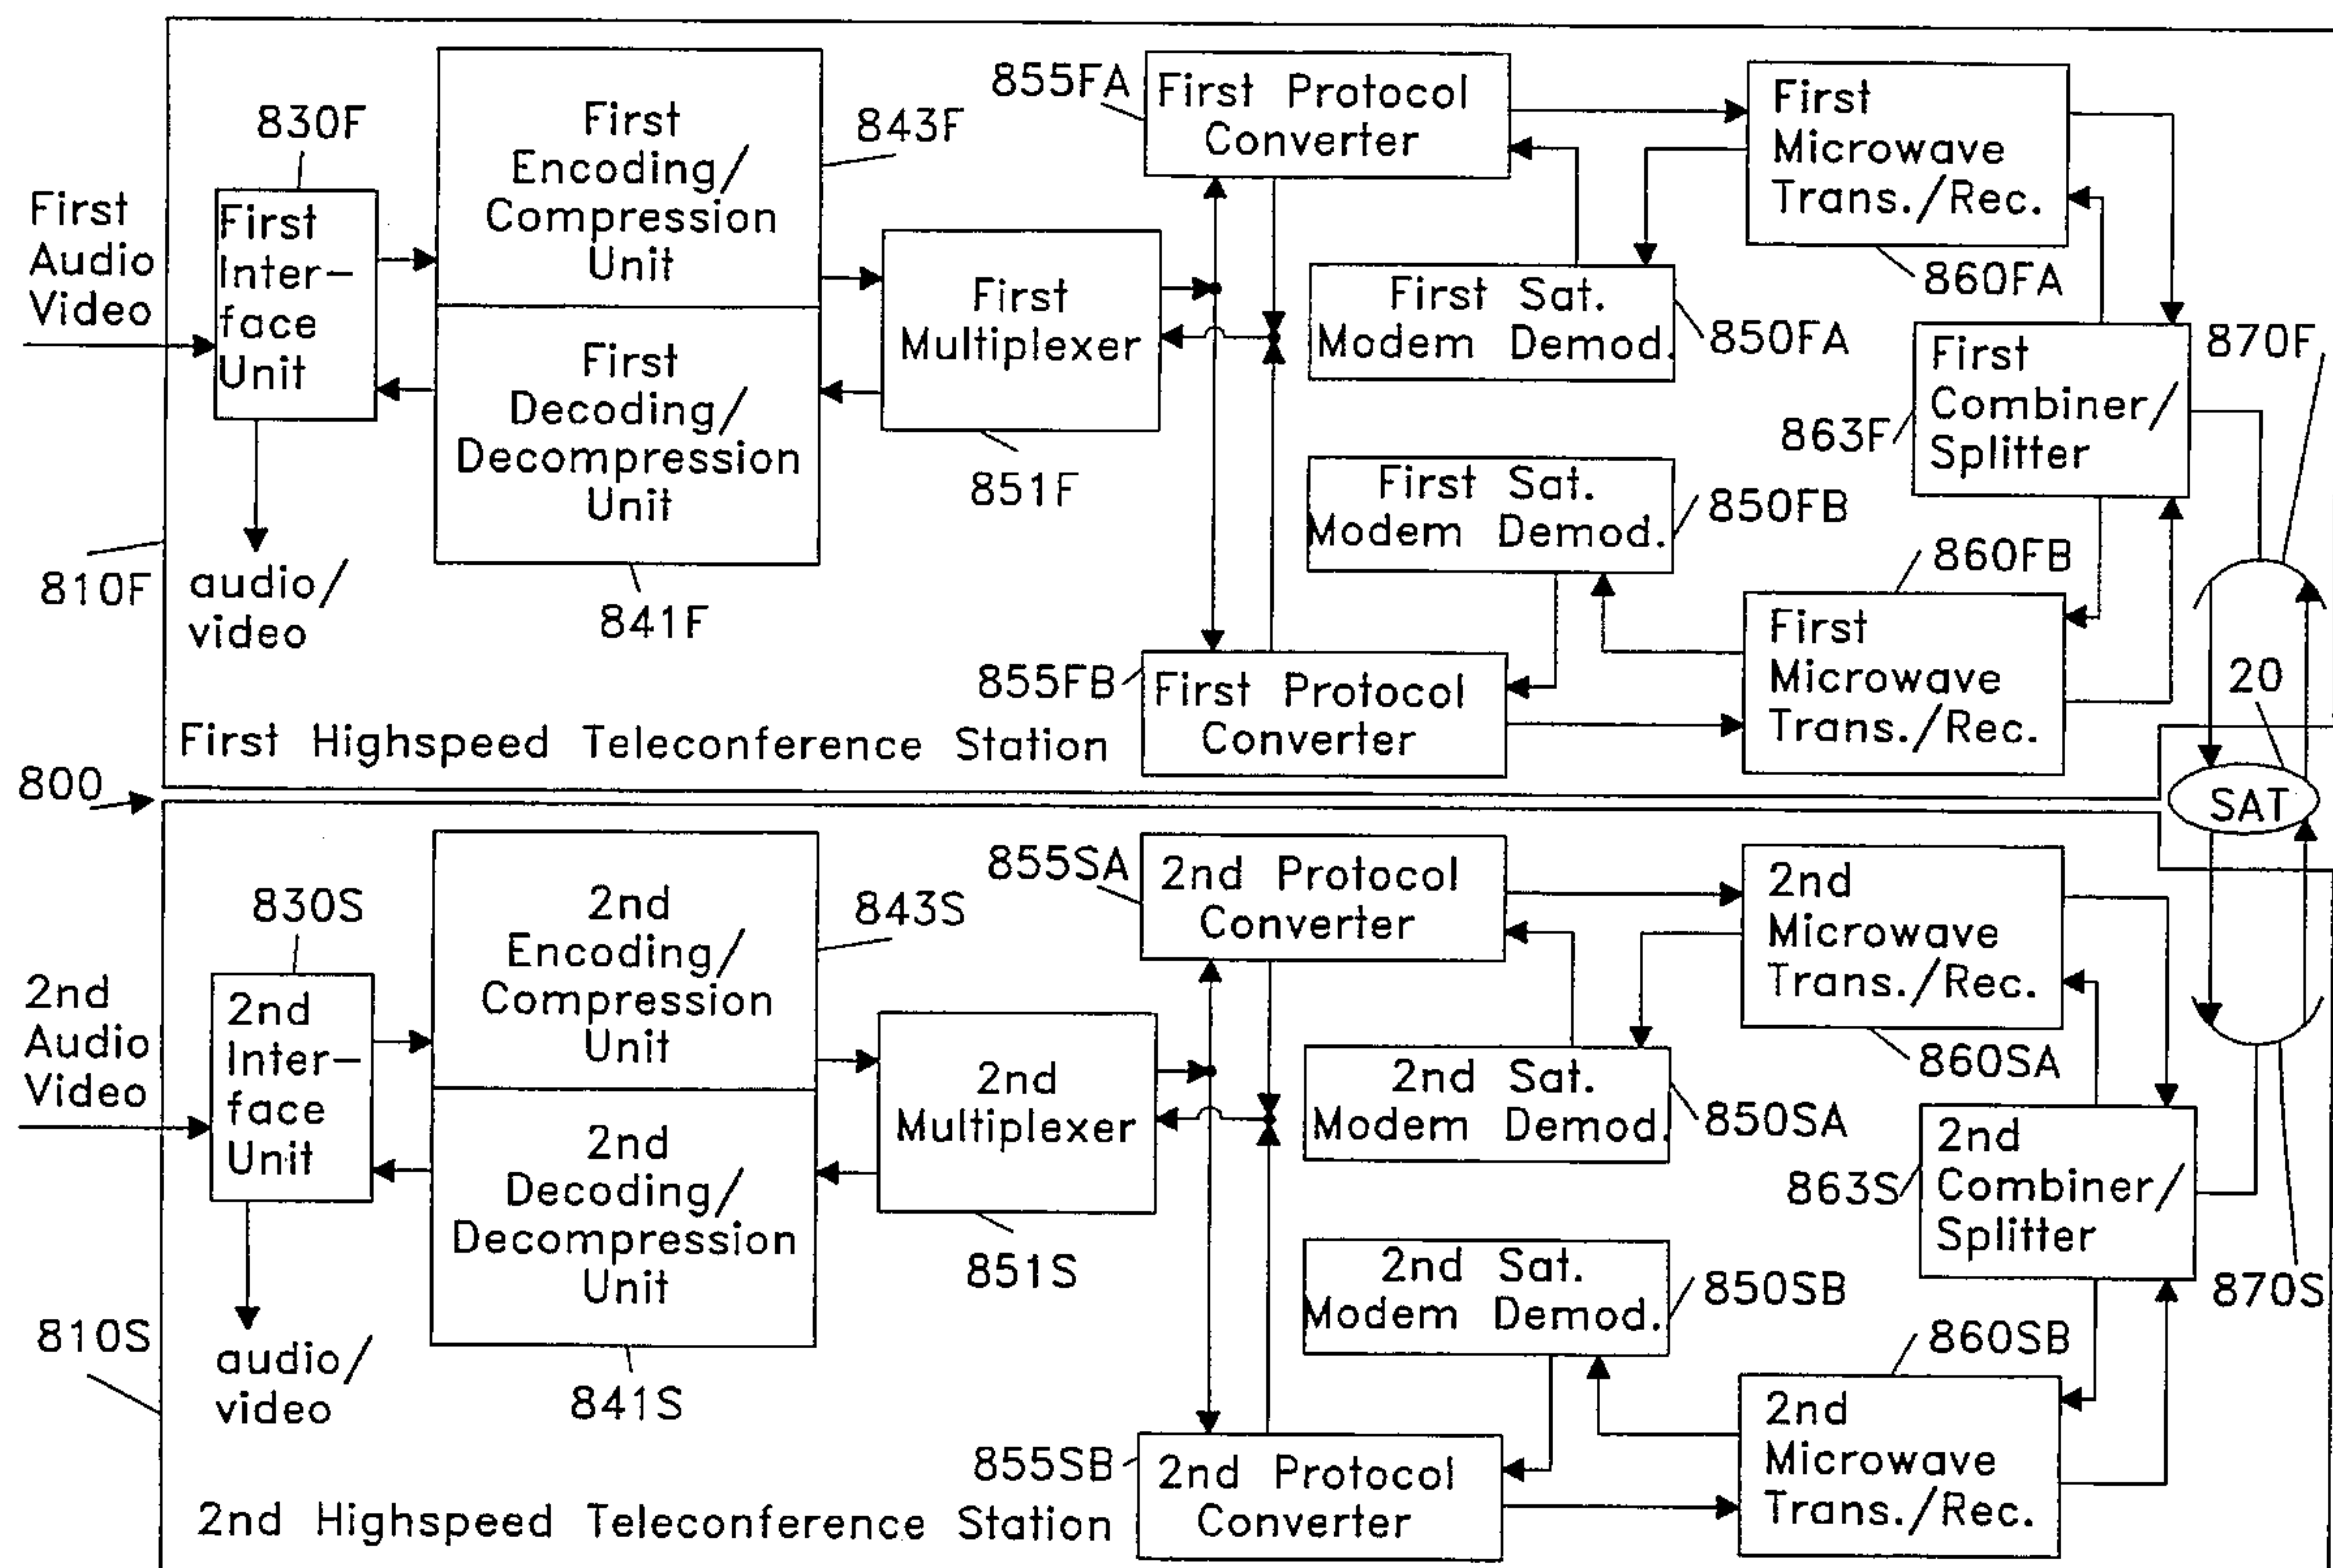 830F
First
Encoding/
Compression
Unit
843F
855FA
First Protocol
Converter
First
Microwave
Trans./Rec.
First
Audio
Video
First
Inter-
face
Unit
First
Multiplexer
First Sat.
Modem Demod.
850FA
860FA
870F
First
Decoding/
Decompression
Unit
First
Combiner/
Splitter
863F
851F
First Sat.
Modem Demod.
850FB
860FB
810F
audio/
video
841F
855FB
First Protocol
Converter
First
Microwave
Trans./Rec.
20
First Highspeed Teleconference Station
800
SAT
830S
2nd
Encoding/
Compression
Unit
843S
855SA
2nd Protocol
Converter
2nd
Microwave
Trans./Rec.
2nd
Audio
Video
2nd
Inter-
face
Unit
2nd
Multiplexer
2nd Sat.
Modem Demod.
850SA
860SA
2nd
Decoding/
Decompression
Unit
2nd
Combiner/
Splitter
863S
851S
2nd Sat.
Modem Demod.
850SB
870S
860SB
810S
audio/
video
841S
855SB
2nd Protocol
Converter
2nd
Microwave
Trans./Rec.
2nd Highspeed Teleconference Station